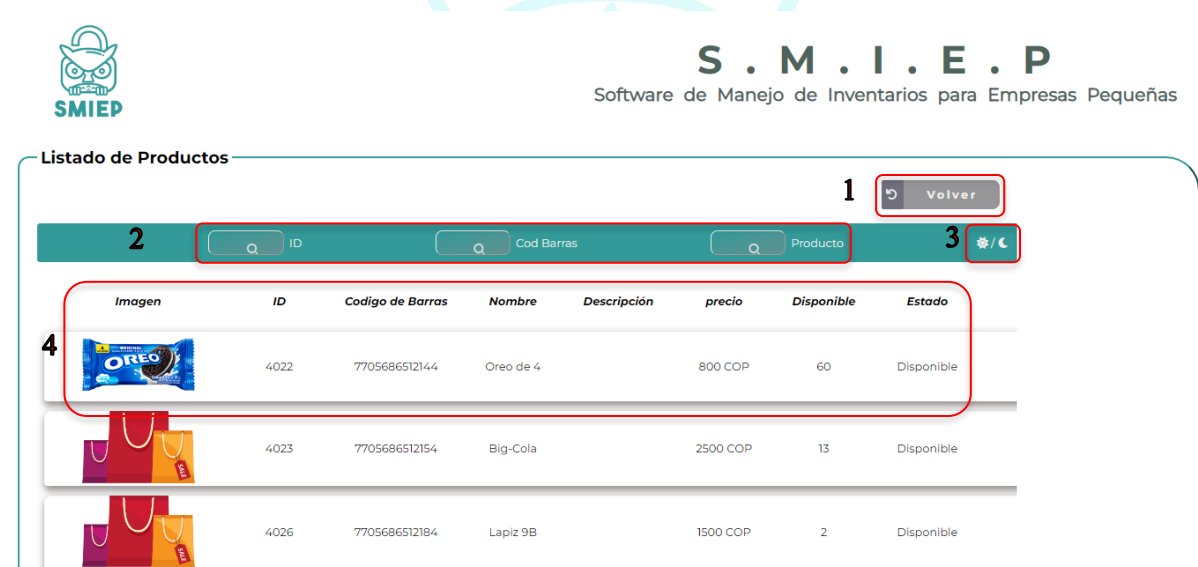 SMIEP
S . M . I . E . P
Software de Manejo de Inventarios para Empresas Pequeñas
Listado de Productos
1
Volver
2
ID
Cod Barras
Producto
3
/
Imagen ID Codigo de Barras Nombre Descripción precio Disponible Estado
4
OREO
4022 7705686512144 Oreo de 4 800 COP 60 Disponible
SALE
4023 7705686512154 Big-Cola 2500 COP 13 Disponible
SALE
4026 7705686512184 Lapiz 9B 1500 COP 2 Disponible